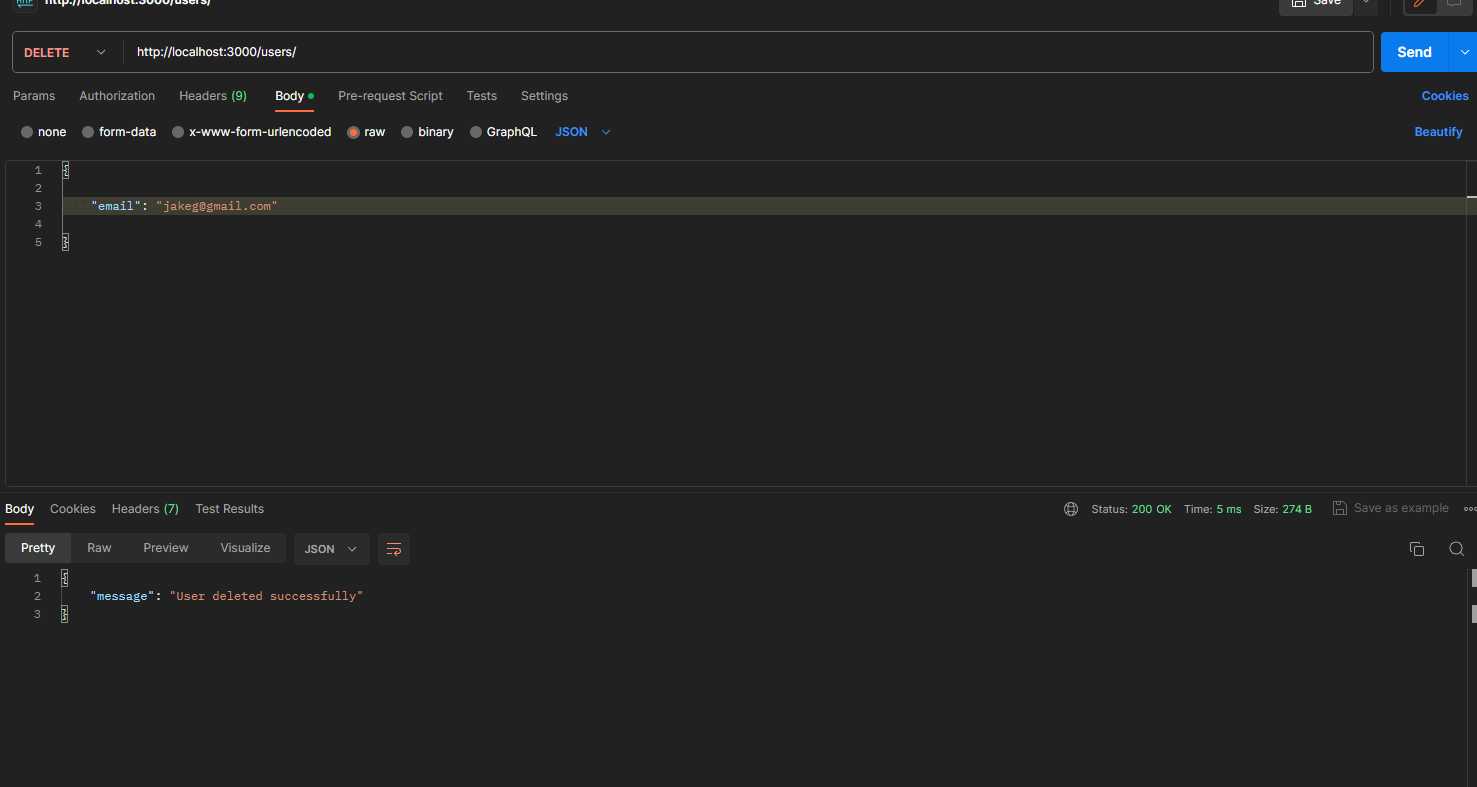 HTTP http://localhost:3000/users/ Save
DELETE http://localhost:3000/users/ Send
Params Authorization Headers (9) Body Pre-request Script Tests Settings Cookies
none form-data x-www-form-urlencoded raw binary GraphQL JSON Beautify
1 {
2
3 "email": "jakeg@gmail.com"
4
5 }
Body Cookies Headers (7) Test Results Status: 200 OK Time: 5 ms Size: 274 B Save as example
Pretty Raw Preview Visualize JSON
1 {
2 "message": "User deleted successfully"
3 }